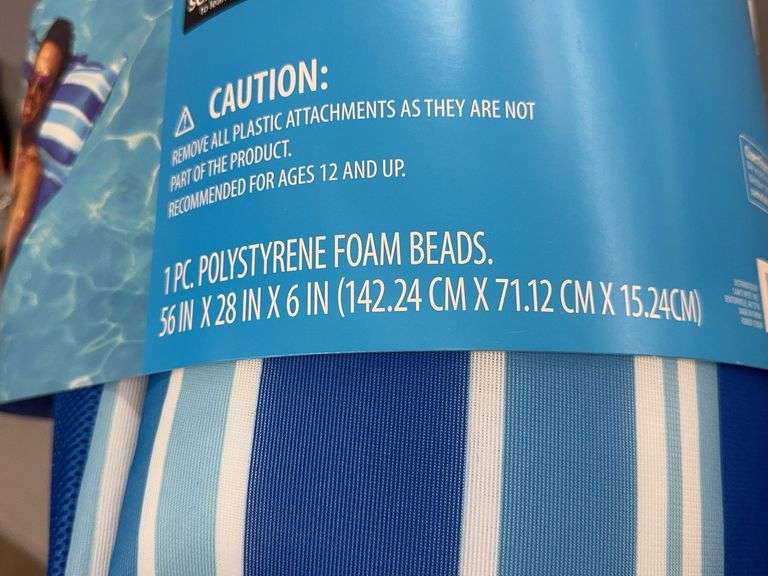 CAUTION:
REMOVE ALL PLASTIC ATTACHMENTS AS THEY ARE NOT
PART OF THE PRODUCT.
RECOMMENDED FOR AGES 12 AND UP.
1 PC. POLYSTYRENE FOAM BEADS.
56 IN X 28 IN X 6 IN (142.24 CM X 71.12 CM X 15.24CM)